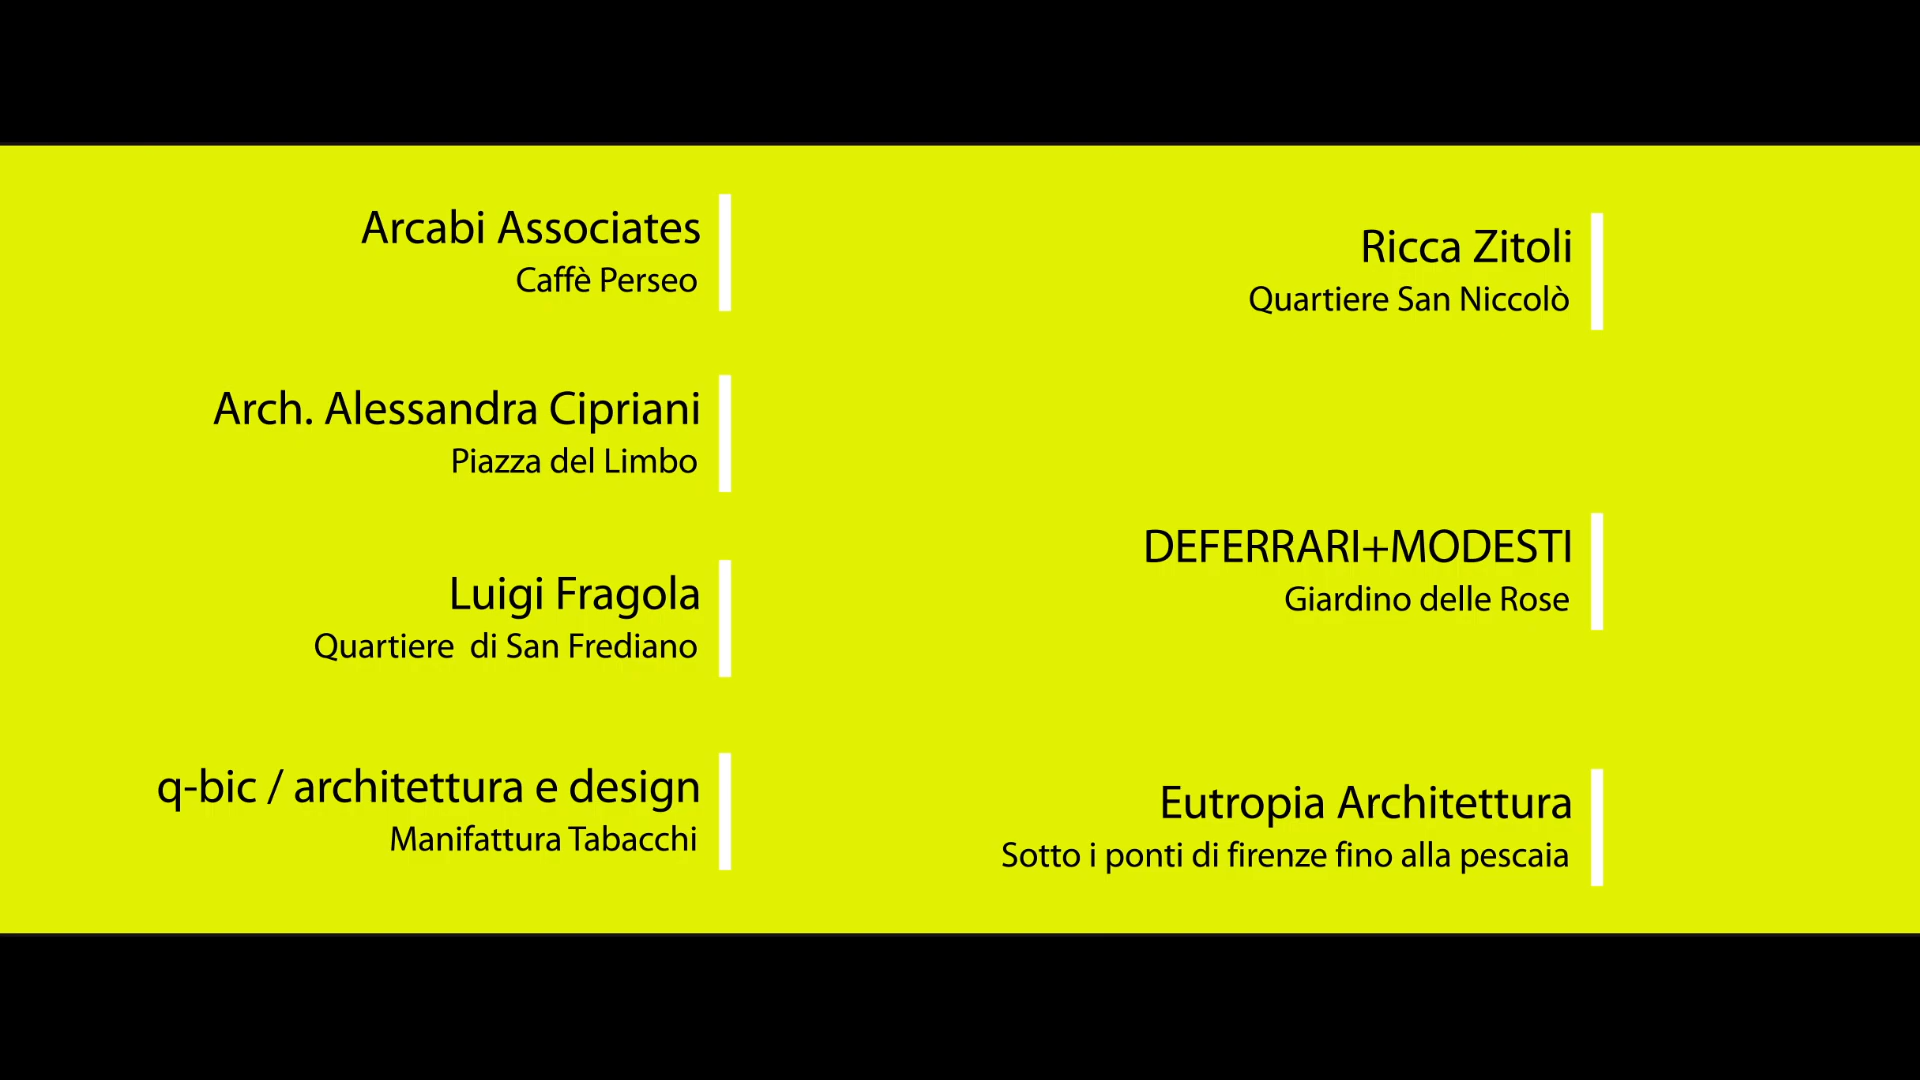 Arcabi Associates
Caffè Perseo
Arch. Alessandra Cipriani
Piazza del Limbo
Luigi Fragola
Quartiere  di San Frediano
q-bic / architettura e design
Manifattura Tabacchi
Ricca Zitoli
Quartiere San Niccolò
DEFERRARI+MODESTI
Giardino delle Rose
Eutropia Architettura
Sotto i ponti di firenze fino alla pescaia